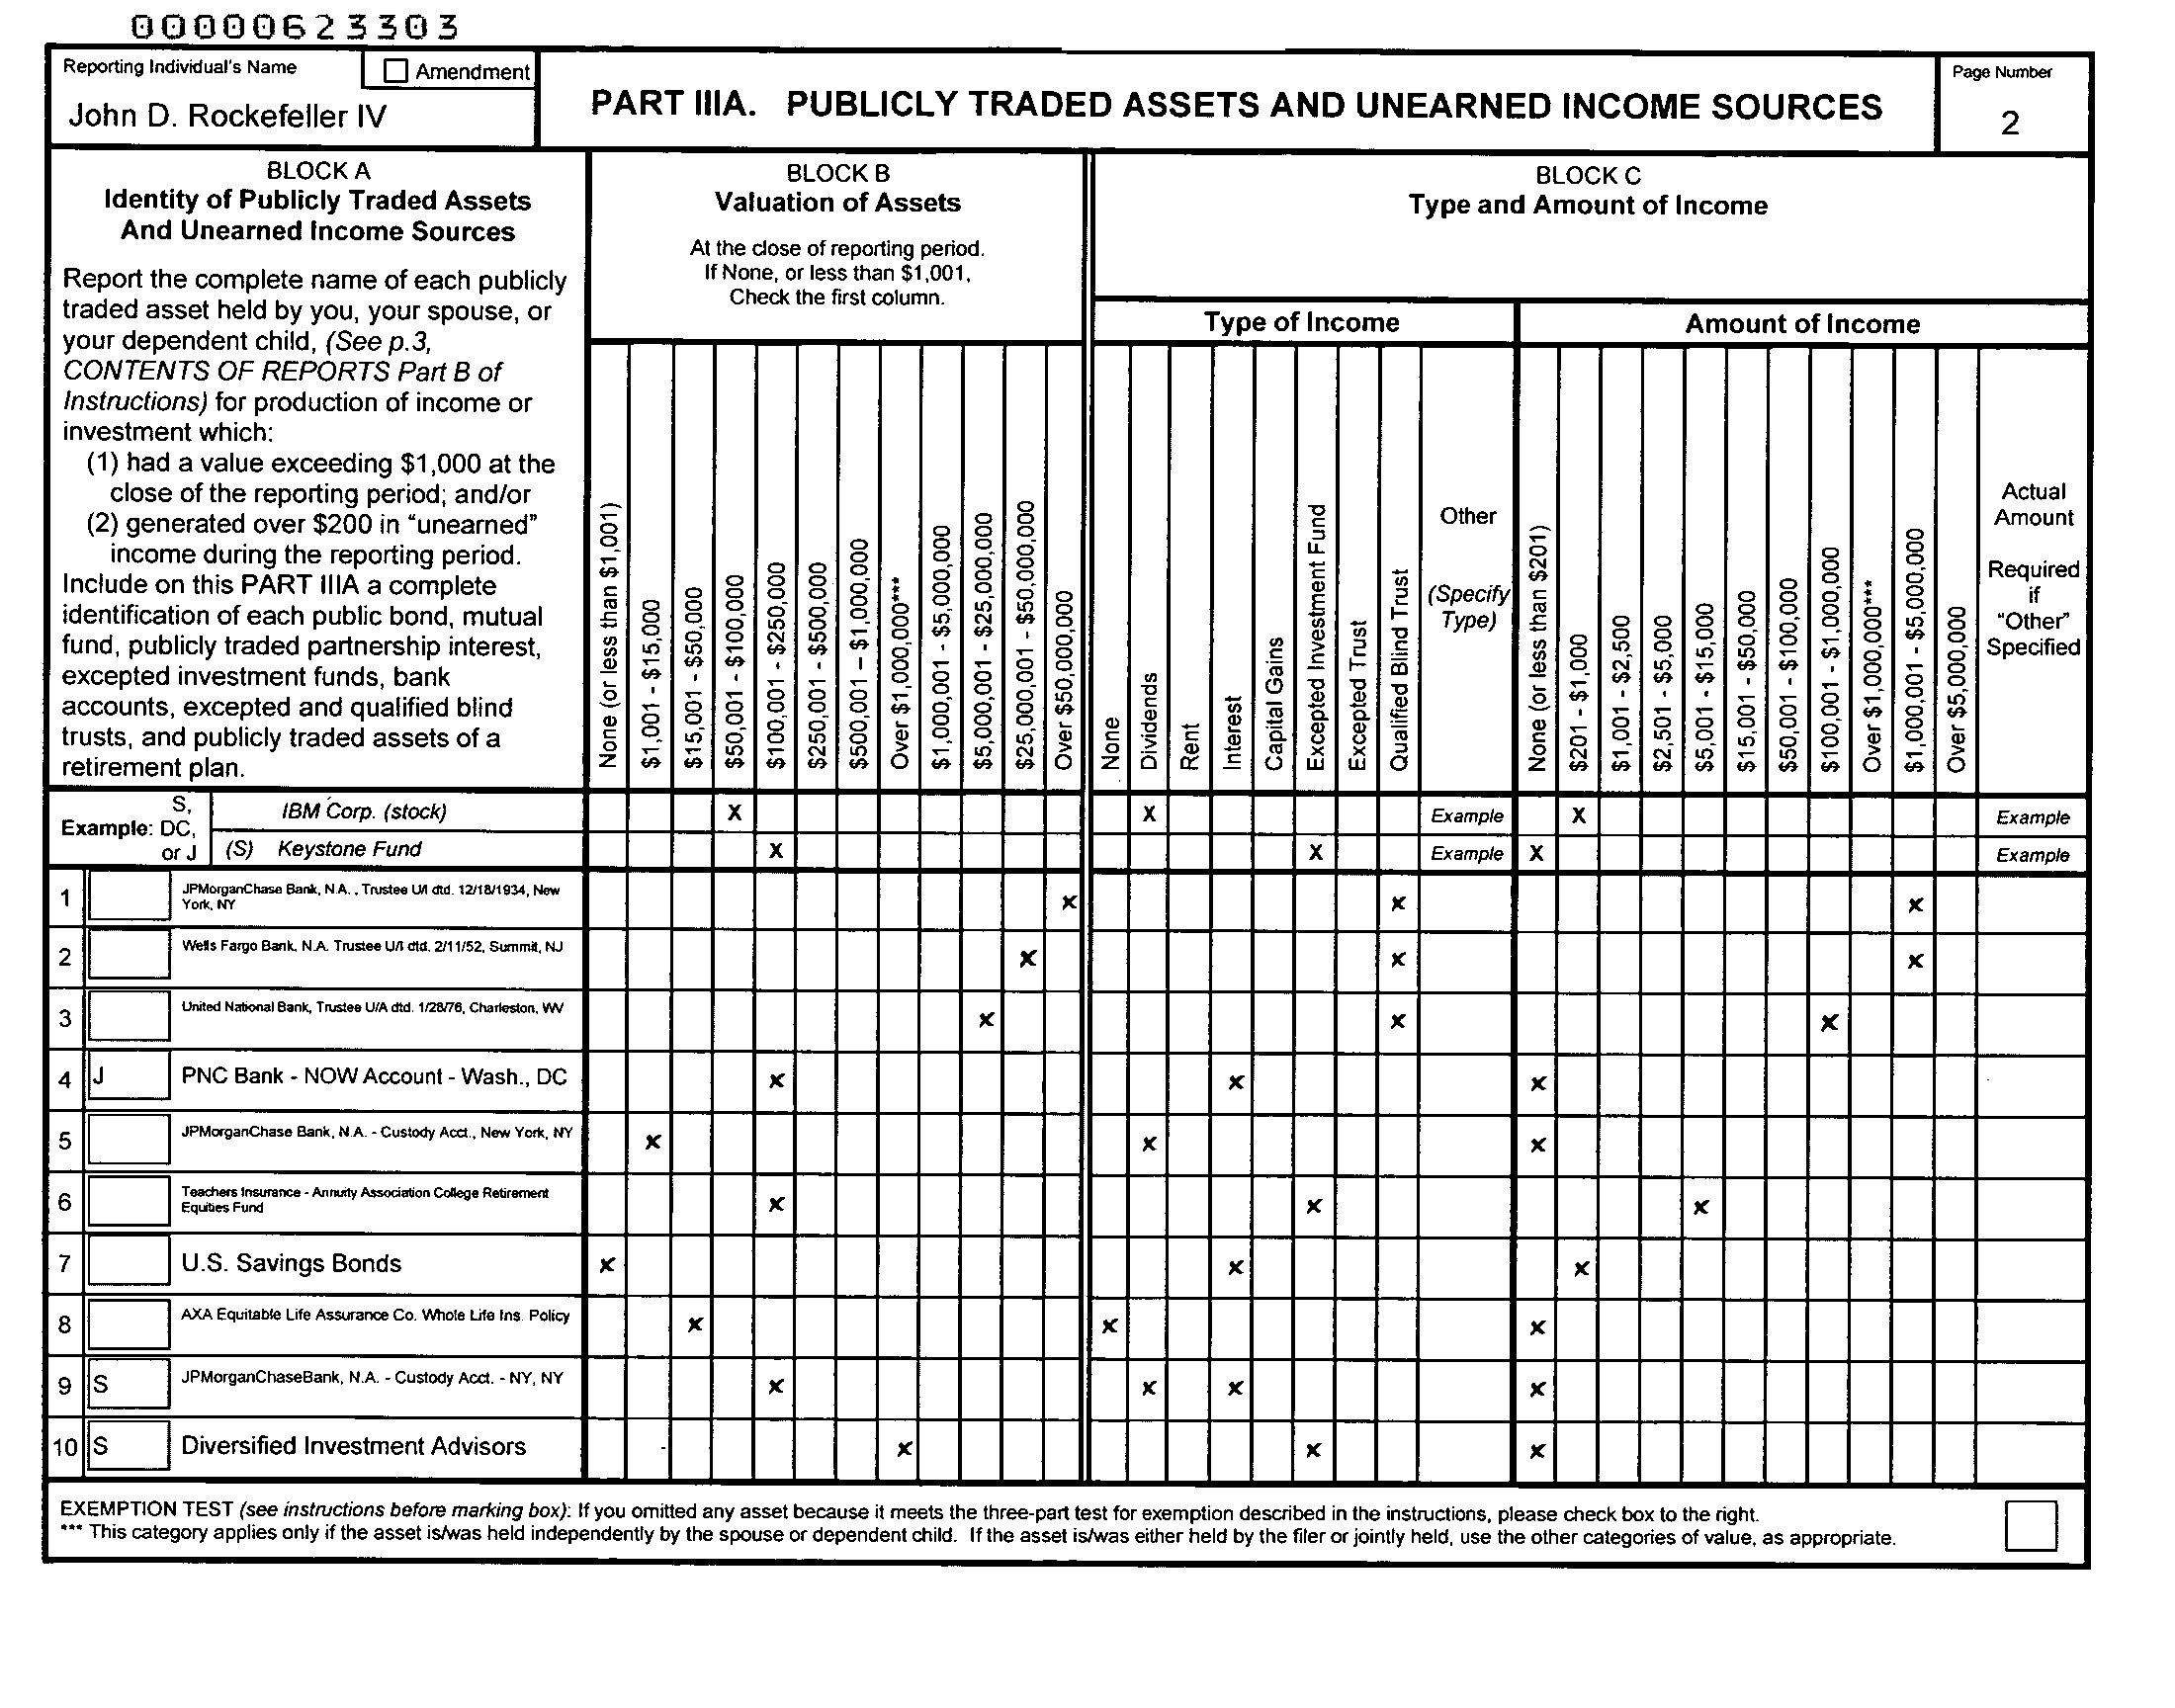 00000623303
Reporting Individual's Name
Amendment
John D. Rockefeller IV
PART IIIA. PUBLICLY TRADED ASSETS AND UNEARNED INCOME SOURCES
Page Number
2
BLOCK A
Identity of Publicly Traded Assets
And Unearned Income Sources
Report the complete name of each publicly
traded asset held by you, your spouse, or
your dependent child, (See p.3,
CONTENTS OF REPORTS Part B of
Instructions) for production of income or
investment which:
(1) had a value exceeding $1,000 at the
close of the reporting period; and/or
(2) generated over $200 in "unearned"
income during the reporting period.
Include on this PART IIIA a complete
identification of each public bond, mutual
fund, publicly traded partnership interest,
excepted investment funds, bank
accounts, excepted and qualified blind
trusts, and publicly traded assets of a
retirement plan.
BLOCK B
Valuation of Assets
At the close of reporting period.
If None, or less than $1,001,
Check the first column.
None (or less than $1,001)
$1,001 - $15,000
$15,001 - $50,000
$50,001 - $100,000
$100,001 - $250,000
$250,001 - $500,000
$500,001 – $1,000,000
Over $1,000,000***
$1,000,001 - $5,000,000
$5,000,001 - $25,000,000
$25,000,001 - $50,000,000
Over $50,000,000
BLOCK C
Type and Amount of Income
Type of Income
None
Dividends
Rent
Interest
Capital Gains
Excepted Investment Fund
Excepted Trust
Qualified Blind Trust
Other
(Specify
Type)
Amount of Income
None (or less than $201)
$201 - $1,000
$1,001 - $2,500
$2,501 - $5,000
$5,001 - $15,000
$15,001 - $50,000
$50,001 - $100,000
$100,001 - $1,000,000
Over $1,000,000***
$1,000,001 - $5,000,000
Over $5,000,000
Actual
Amount
Required
if
"Other"
Specified
Example:
S,
DC,
or J
IBM Corp. (stock) X X Example X Example
(S) Keystone Fund X X Example X Example
1 JPMorganChase Bank, N.A. , Trustee U/I dtd. 12/18/1934, New
York, NY x x x
2 Wells Fargo Bank, N.A. Trustee U/I dtd. 2/11/52, Summit, NJ x x x
3 United National Bank, Trustee U/A dtd. 1/28/76, Charleston, WV x x x
4 J PNC Bank - NOW Account - Wash., DC x x x
5 JPMorganChase Bank, N.A. - Custody Acct., New York, NY x x x
6 Teachers Insurance - Annuity Association College Retirement
Equities Fund x x x
7 U.S. Savings Bonds x x x
8 AXA Equitable Life Assurance Co. Whole Life Ins. Policy x x x
9 S JPMorganChaseBank, N.A. - Custody Acct. - NY, NY x x x x
10 S Diversified Investment Advisors x x x
EXEMPTION TEST (see instructions before marking box): If you omitted any asset because it meets the three-part test for exemption described in the instructions, please check box to the right.
*** This category applies only if the asset is/was held independently by the spouse or dependent child. If the asset is/was either held by the filer or jointly held, use the other categories of value, as appropriate.